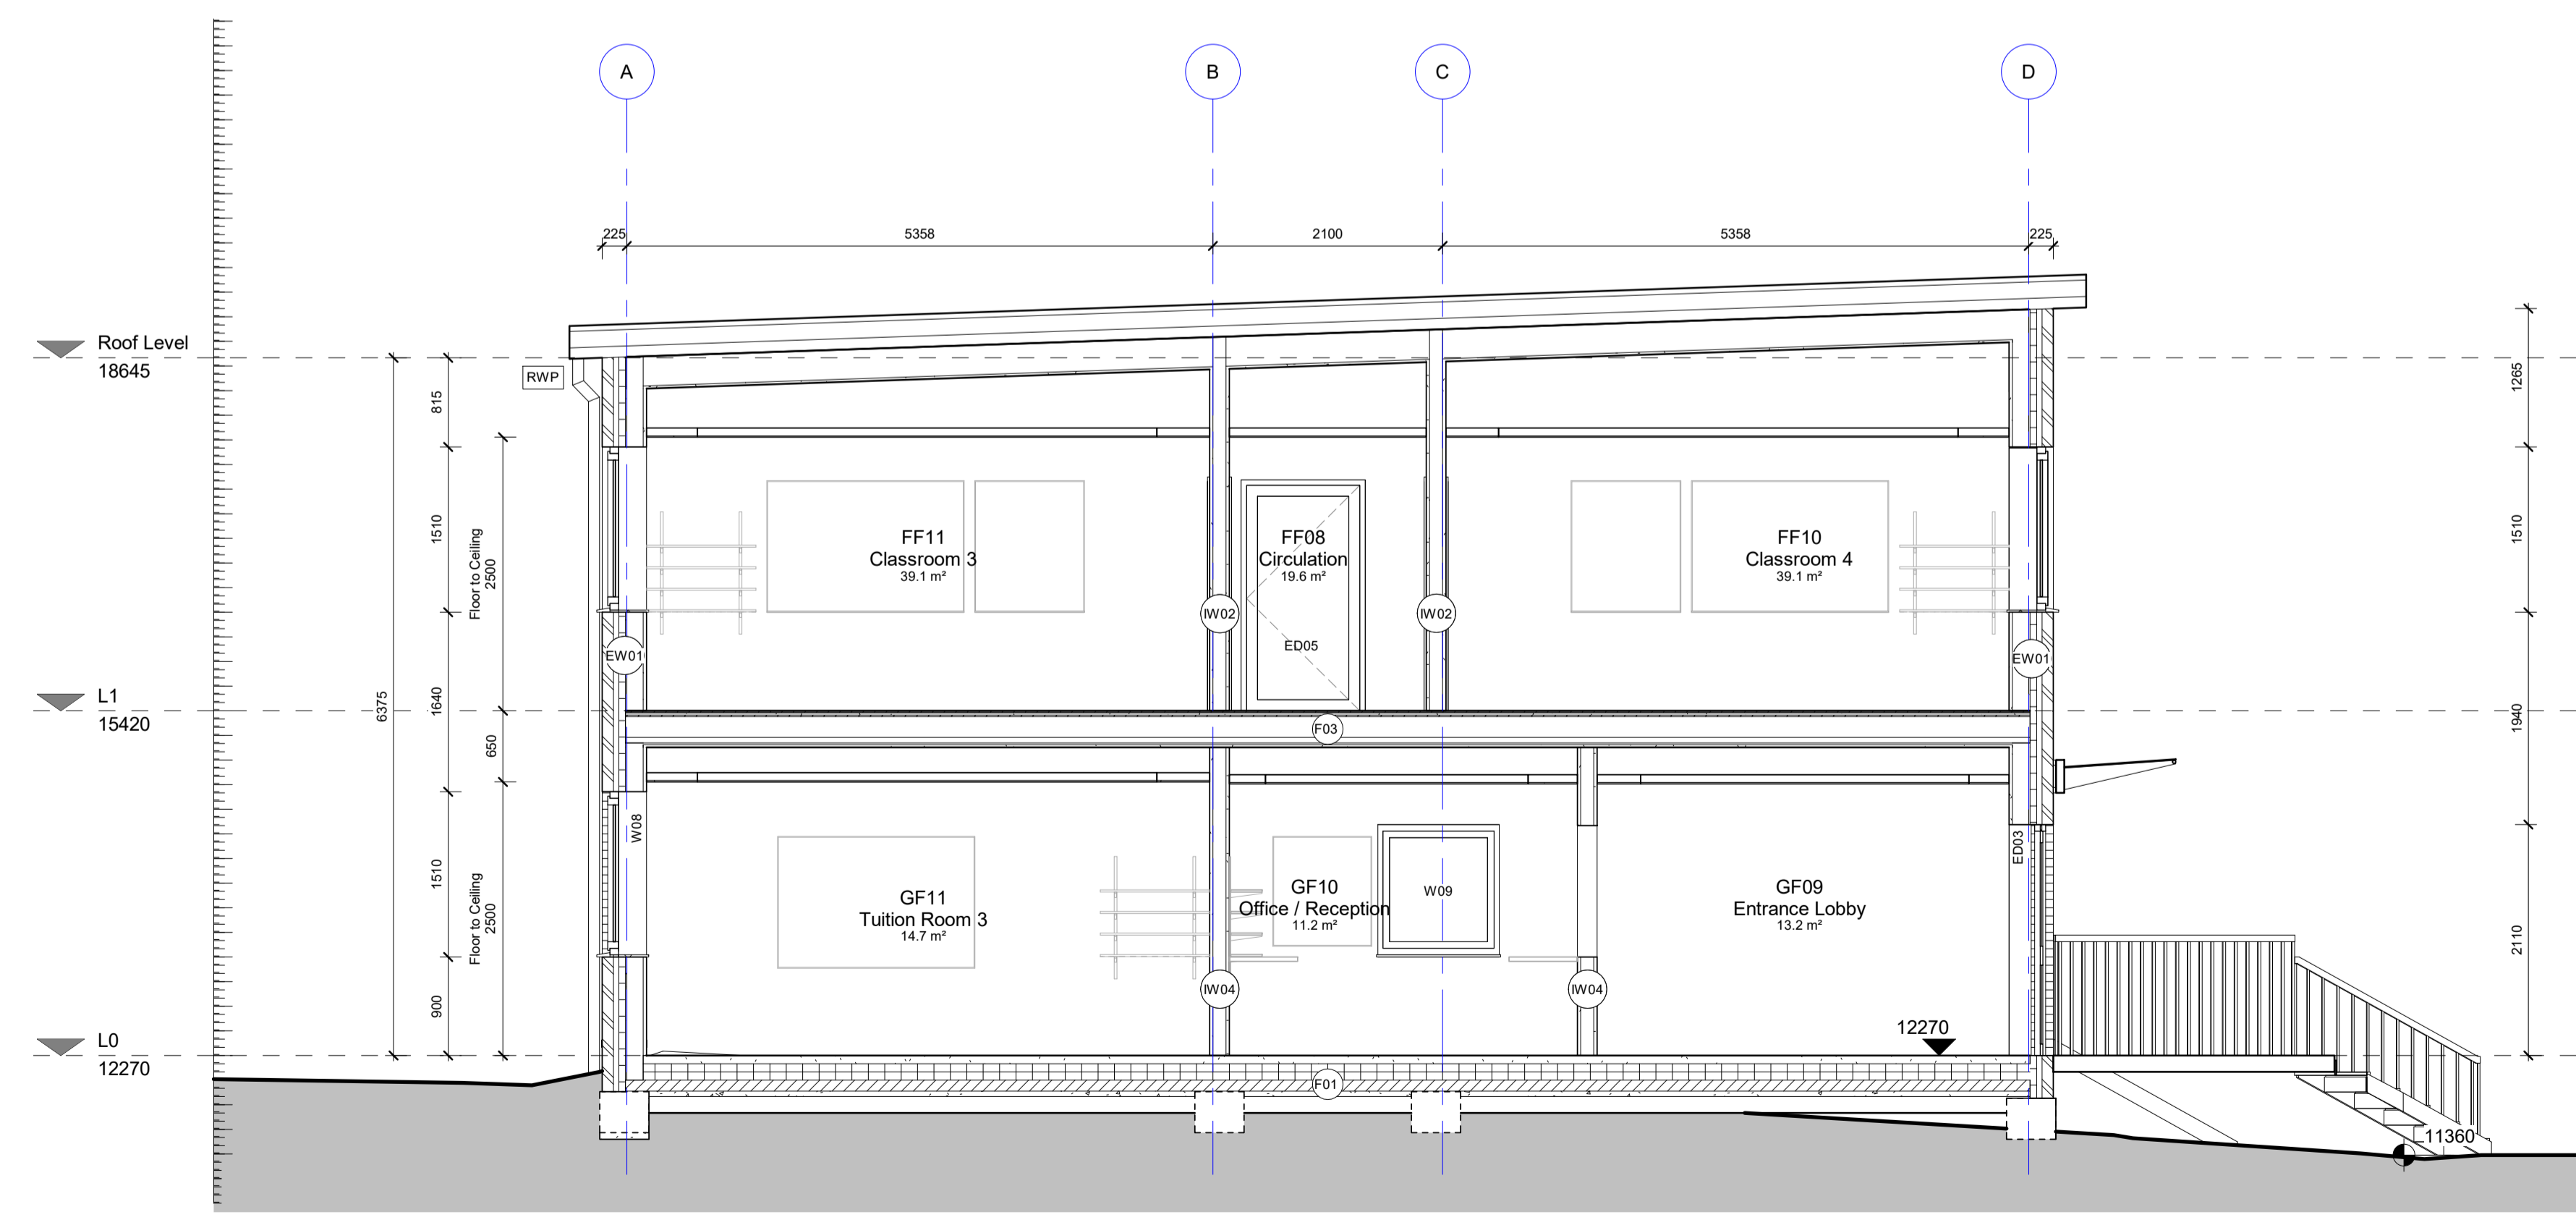 A
B
C
D
225
5358
2100
5358
225
Roof Level
18645
RWP
815
1265
1510
Floor to Ceiling
2500
1510
FF11
Classroom 3
39.1 m²
FF08
Circulation
19.6 m²
FF10
Classroom 4
39.1 m²
IW02
IW02
ED05
EW01
EW01
L1
15420
6375
1640
650
1940
F03
W08
ED03
1510
Floor to Ceiling
2500
GF11
Tuition Room 3
14.7 m²
GF10
Office / Reception
11.2 m²
W09
GF09
Entrance Lobby
13.2 m²
2110
900
IW04
IW04
12270
L0
12270
F01
11360